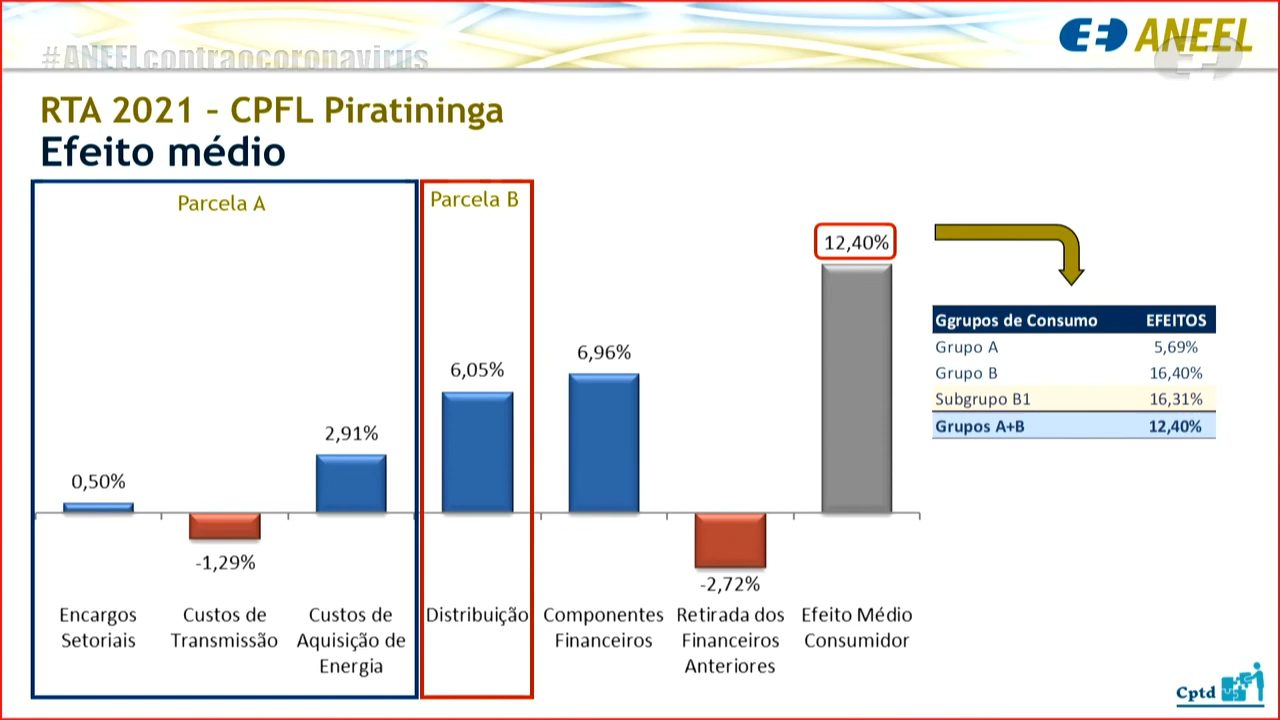 #ANEELcontraocoronavirus
ANEEL
RTA 2021 – CPFL Piratininga
Efeito médio
Parcela A
Parcela B
12,40%
6,96%
6,05%
2,91%
0,50%
-1,29%
-2,72%
Encargos
Setoriais
Custos de
Transmissão
Custos de
Aquisição de
Energia
Distribuição
Componentes
Financeiros
Retirada dos
Financeiros
Anteriores
Efeito Médio
Consumidor
Ggrupos de Consumo EFEITOS
Grupo A 5,69%
Grupo B 16,40%
Subgrupo B1 16,31%
Grupos A+B 12,40%
Cptd